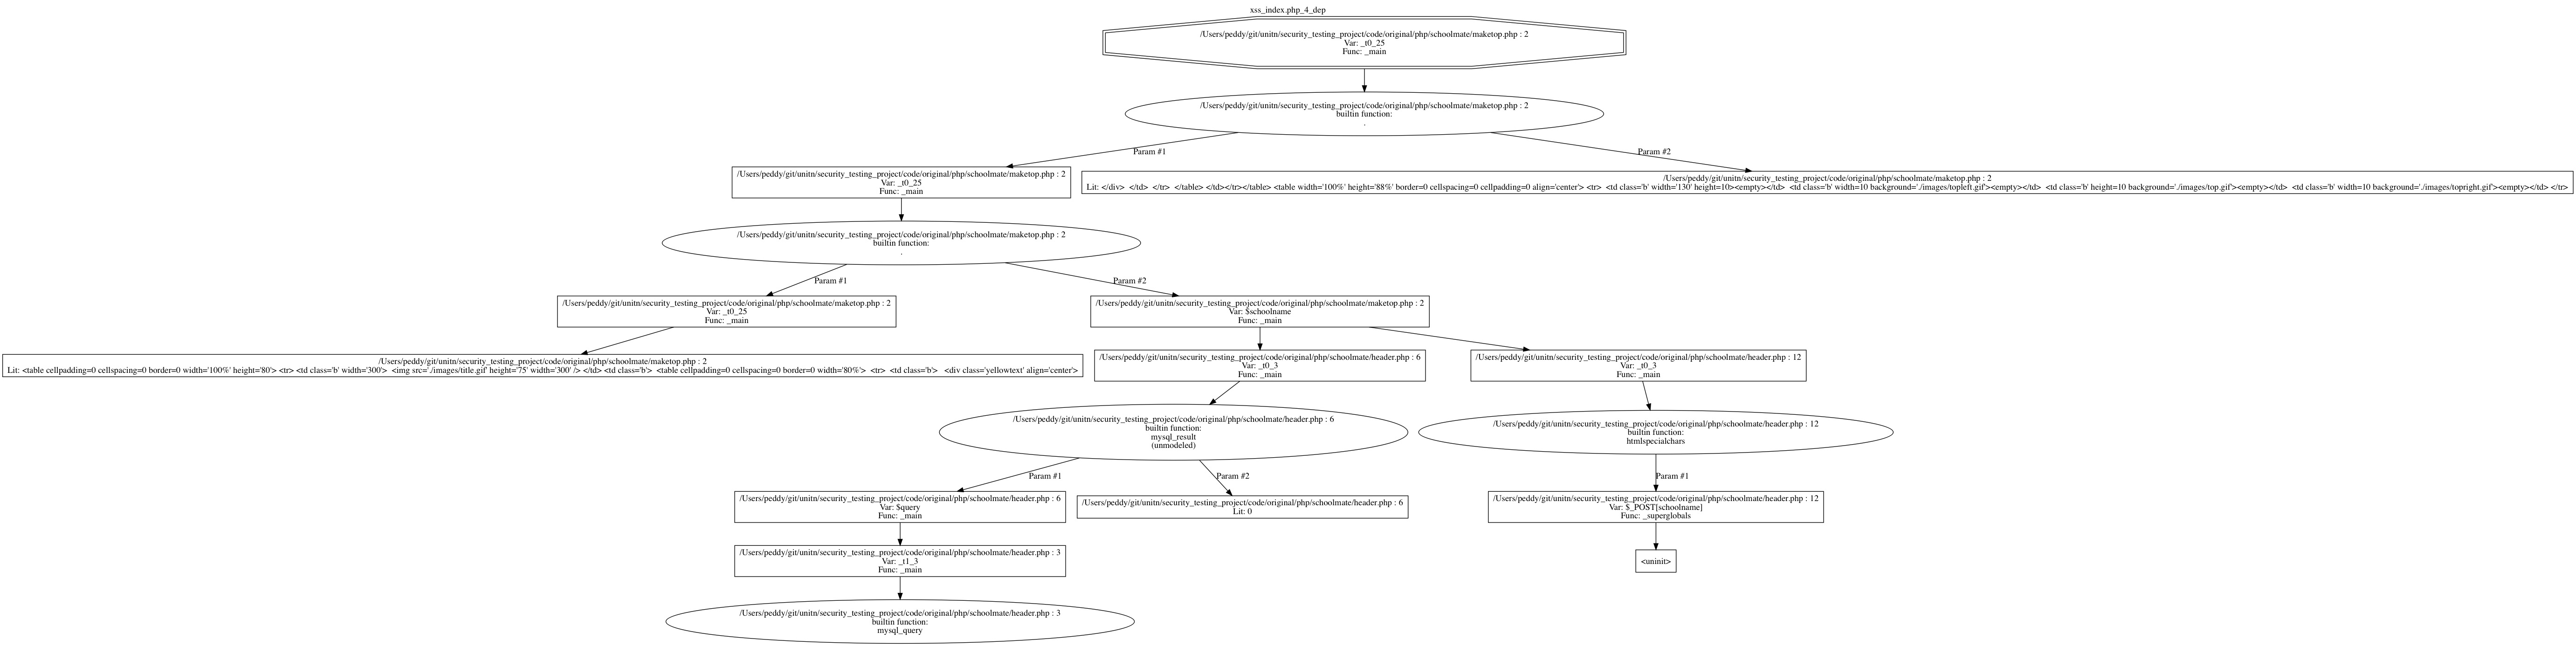 xss_index.php_4_dep
/Users/peddy/git/unitn/security_testing_project/code/original/php/schoolmate/maketop.php : 2
Var: _t0_25
Func: _main
/Users/peddy/git/unitn/security_testing_project/code/original/php/schoolmate/maketop.php : 2
builtin function:
.
Param #1
Param #2
/Users/peddy/git/unitn/security_testing_project/code/original/php/schoolmate/maketop.php : 2
Var: _t0_25
Func: _main
/Users/peddy/git/unitn/security_testing_project/code/original/php/schoolmate/maketop.php : 2
Lit: </div>  </td>  </tr>  </table> </td></tr></table> <table width='100%' height='88%' border=0 cellspacing=0 cellpadding=0 align='center'> <tr>  <td class='b' width='130' height=10><empty></td>  <td class='b' width=10 background='./images/topleft.gif'><empty></td>  <td class='b' height=10 background='./images/top.gif'><empty></td>  <td class='b' width=10 background='./images/topright.gif'><empty></td> </tr>
/Users/peddy/git/unitn/security_testing_project/code/original/php/schoolmate/maketop.php : 2
builtin function:
.
Param #1
Param #2
/Users/peddy/git/unitn/security_testing_project/code/original/php/schoolmate/maketop.php : 2
Var: _t0_25
Func: _main
/Users/peddy/git/unitn/security_testing_project/code/original/php/schoolmate/maketop.php : 2
Var: $schoolname
Func: _main
/Users/peddy/git/unitn/security_testing_project/code/original/php/schoolmate/maketop.php : 2
Lit: <table cellpadding=0 cellspacing=0 border=0 width='100%' height='80'> <tr> <td class='b' width='300'>  <img src='./images/title.gif' height='75' width='300' /> </td> <td class='b'>  <table cellpadding=0 cellspacing=0 border=0 width='80%'>  <tr>  <td class='b'>   <div class='yellowtext' align='center'>
/Users/peddy/git/unitn/security_testing_project/code/original/php/schoolmate/header.php : 6
Var: _t0_3
Func: _main
/Users/peddy/git/unitn/security_testing_project/code/original/php/schoolmate/header.php : 12
Var: _t0_3
Func: _main
/Users/peddy/git/unitn/security_testing_project/code/original/php/schoolmate/header.php : 6
builtin function:
mysql_result
(unmodeled)
/Users/peddy/git/unitn/security_testing_project/code/original/php/schoolmate/header.php : 12
builtin function:
htmlspecialchars
Param #1
Param #2
Param #1
/Users/peddy/git/unitn/security_testing_project/code/original/php/schoolmate/header.php : 6
Var: $query
Func: _main
/Users/peddy/git/unitn/security_testing_project/code/original/php/schoolmate/header.php : 6
Lit: 0
/Users/peddy/git/unitn/security_testing_project/code/original/php/schoolmate/header.php : 12
Var: $_POST[schoolname]
Func: _superglobals
/Users/peddy/git/unitn/security_testing_project/code/original/php/schoolmate/header.php : 3
Var: _t1_3
Func: _main
<uninit>
/Users/peddy/git/unitn/security_testing_project/code/original/php/schoolmate/header.php : 3
builtin function:
mysql_query